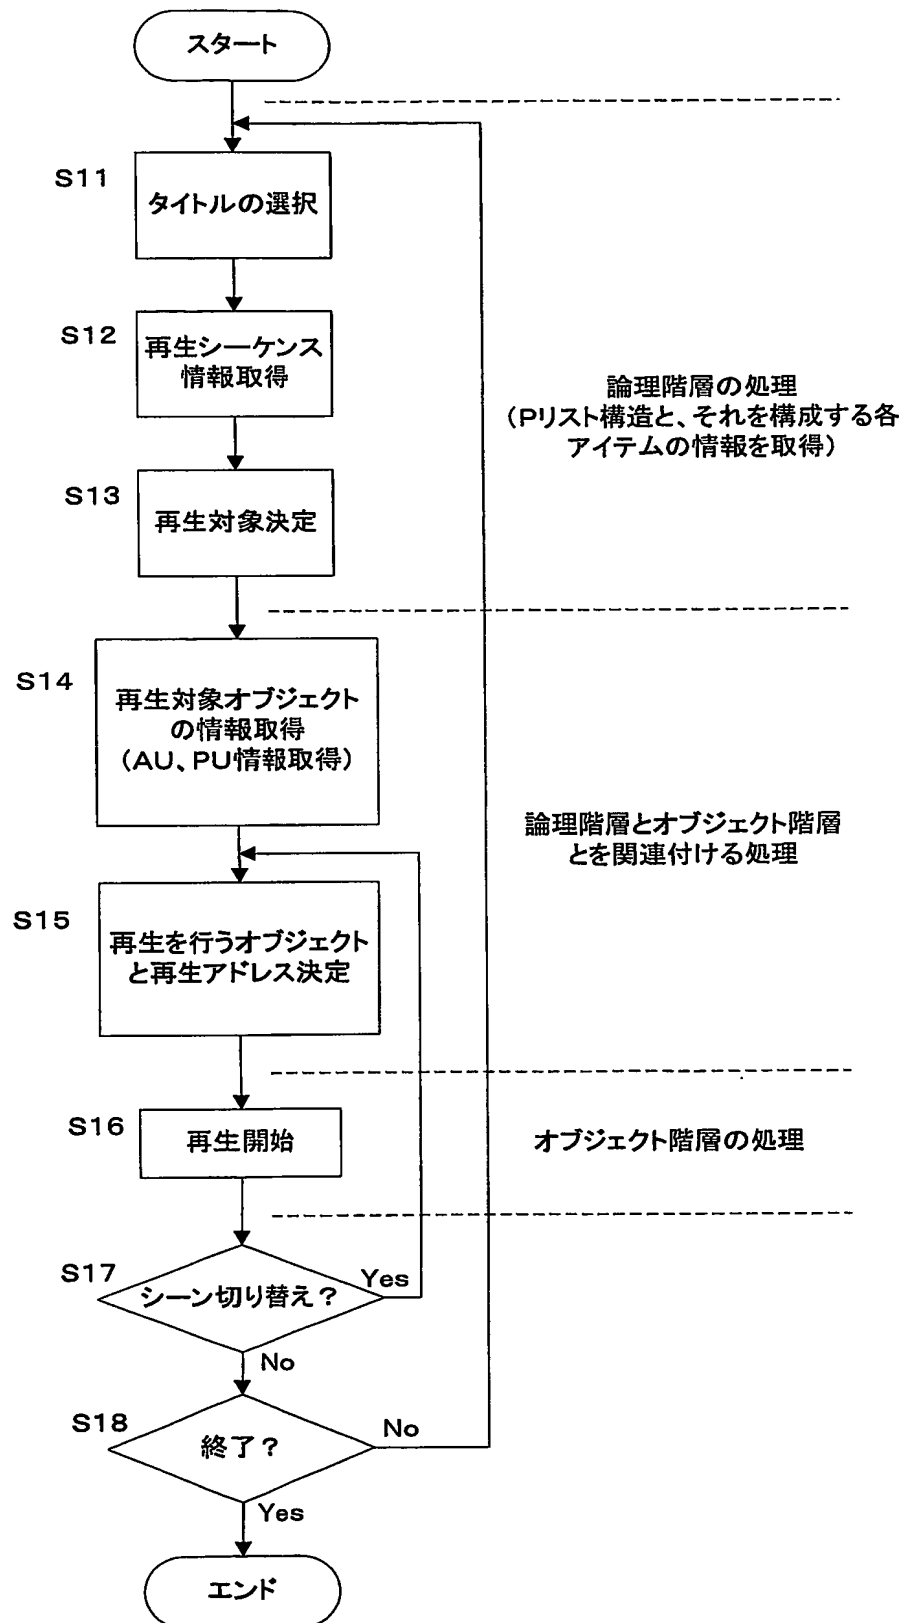 スタート
S11
タイトルの選択
S12
再生シーケンス
情報取得
論理階層の処理
(Pリスト構造と、それを構成する各
アイテムの情報を取得)
S13
再生対象決定
S14
再生対象オブジェクト
の情報取得
(AU、PU情報取得)
論理階層とオブジェクト階層
とを関連付ける処理
S15
再生を行うオブジェクト
と再生アドレス決定
S16
再生開始
オブジェクト階層の処理
S17
シーン切り替え?
Yes
No
S18
終了?
No
Yes
エンド